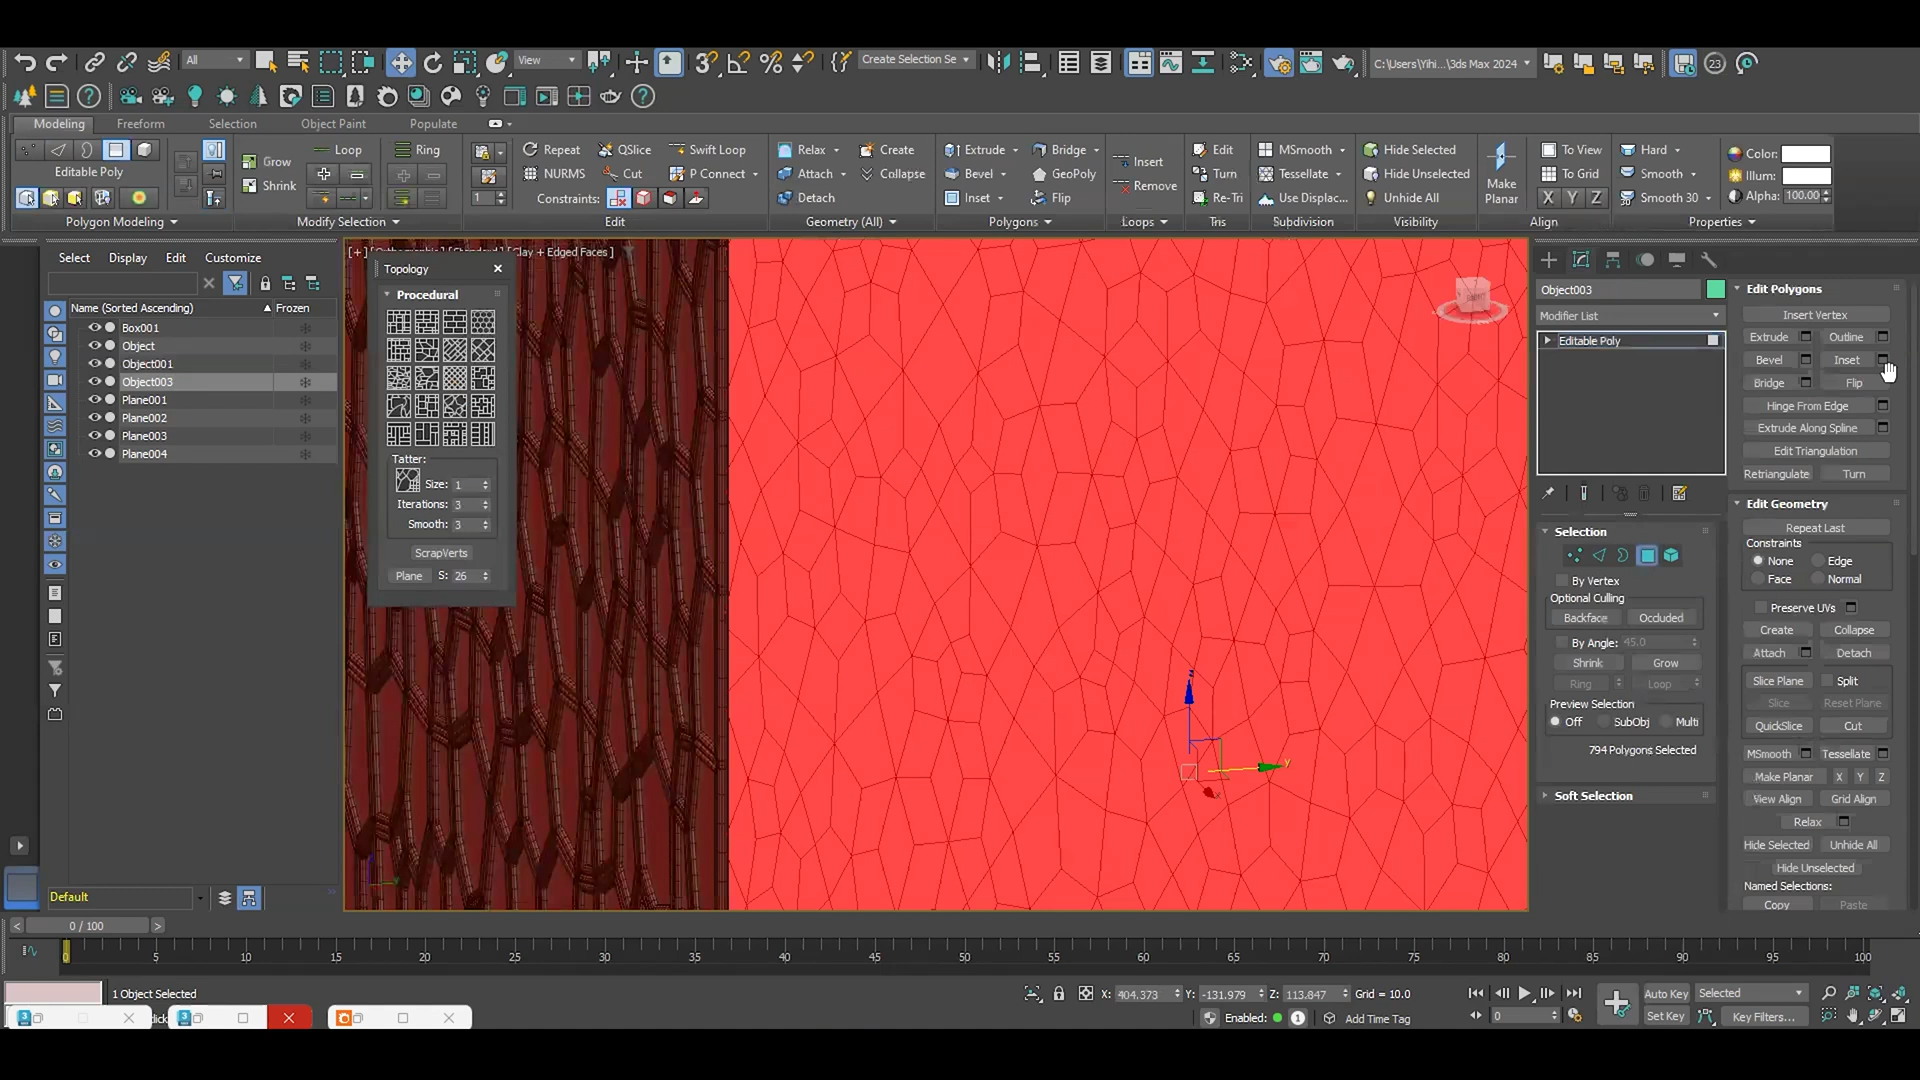 All
View
Create Selection Se
C:\Users\Yihi...\3ds Max 2024
23
Modeling Freeform Selection Object Paint Populate
Loop Ring Repeat QSlice Swift Loop Relax Create Extrude Bridge Insert Edit MSmooth Hide Selected To View Hard Color:
Grow
Editable Poly
NURMS Cut P Connect Attach Collapse Bevel GeoPoly Turn Tessellate Hide Unselected Make Planar To Grid Smooth Illum:
Shrink
Remove
1 Constraints: Detach Inset Flip Re-Tri Use Displac... Unhide All X Y Z Smooth 30 Alpha: 100.00
Polygon Modeling Modify Selection Edit Geometry (All) Polygons Loops Tris Subdivision Visibility Align Properties
Select Display Edit Customize
Name (Sorted Ascending) Frozen
Box001
Object
Object001
Object003
Plane001
Plane002
Plane003
Plane004
Default
Clay + Edged Faces ]
Topology
Procedural
Tatter:
Size: 1
Iterations: 3
Smooth: 3
ScrapVerts
Plane S: 26
z
y
x
Object003
Modifier List
Editable Poly
Selection
By Vertex
Optional Culling
Backface Occluded
By Angle: 45.0
Shrink Grow
Ring Loop
Preview Selection
Off SubObj Multi
794 Polygons Selected
Soft Selection
Edit Polygons
Insert Vertex
Extrude Outline
Bevel Inset
Bridge Flip
Hinge From Edge
Extrude Along Spline
Edit Triangulation
Retriangulate Turn
Edit Geometry
Repeat Last
Constraints
None Edge
Face Normal
Preserve UVs
Create Collapse
Attach Detach
Slice Plane Split
Slice Reset Plane
QuickSlice Cut
MSmooth Tessellate
Make Planar X Y Z
View Align Grid Align
Relax
Hide Selected Unhide All
Hide Unselected
Named Selections:
Copy Paste
< 0 / 100 >
0 5 10 15 20 25 30 35 40 45 50 55 60 65 70 75 80 85 90 95 100
1 Object Selected
X: 404.373 Y: -131.979 Z: 113.847 Grid = 10.0
Auto Key Selected
Enabled: 1 Add Time Tag
0
Set Key Key Filters...